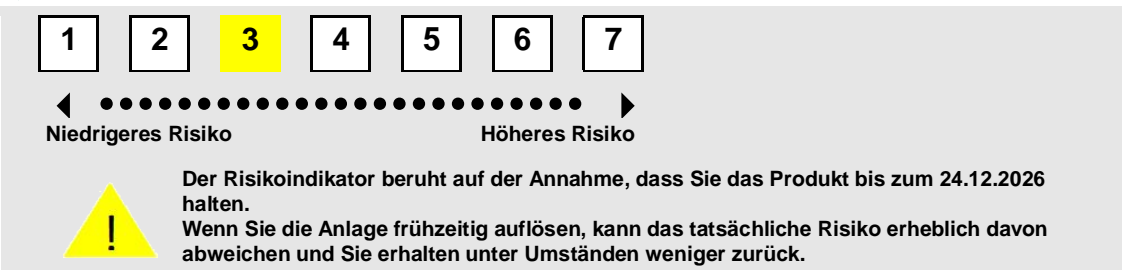 1 2 3 4 5 6 7
Niedrigeres Risiko Höheres Risiko
Der Risikoindikator beruht auf der Annahme, dass Sie das Produkt bis zum 24.12.2026
halten.
Wenn Sie die Anlage frühzeitig auflösen, kann das tatsächliche Risiko erheblich davon
abweichen und Sie erhalten unter Umständen weniger zurück.
!